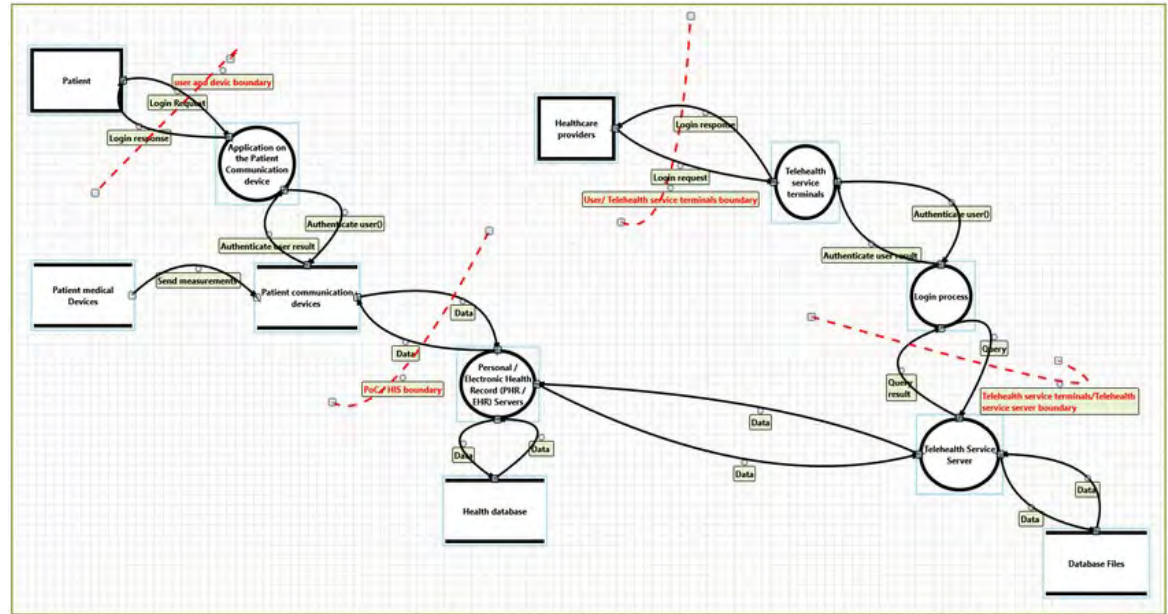 Patient
user and devic boundary
Login Request
Login response
Application on
the Patient
Communication
device
Authenticate user()
Authenticate user result
Patient medical
Devices
Send measurements
Patient communication
devices
Data
Data
PoC / HIS boundary
Personal /
Electronic Health
Record (PHR /
EHR) Servers
Data
Data
Health database
Healthcare
providers
Login response
Login request
User/ Telehealth service terminals boundary
Telehealth
service
terminals
Authenticate user()
Authenticate user result
Login process
Query
Query
result
Telehealth service terminals/Telehealth
service server boundary
Data
Data
Telehealth Service
Server
Data
Data
Database Files